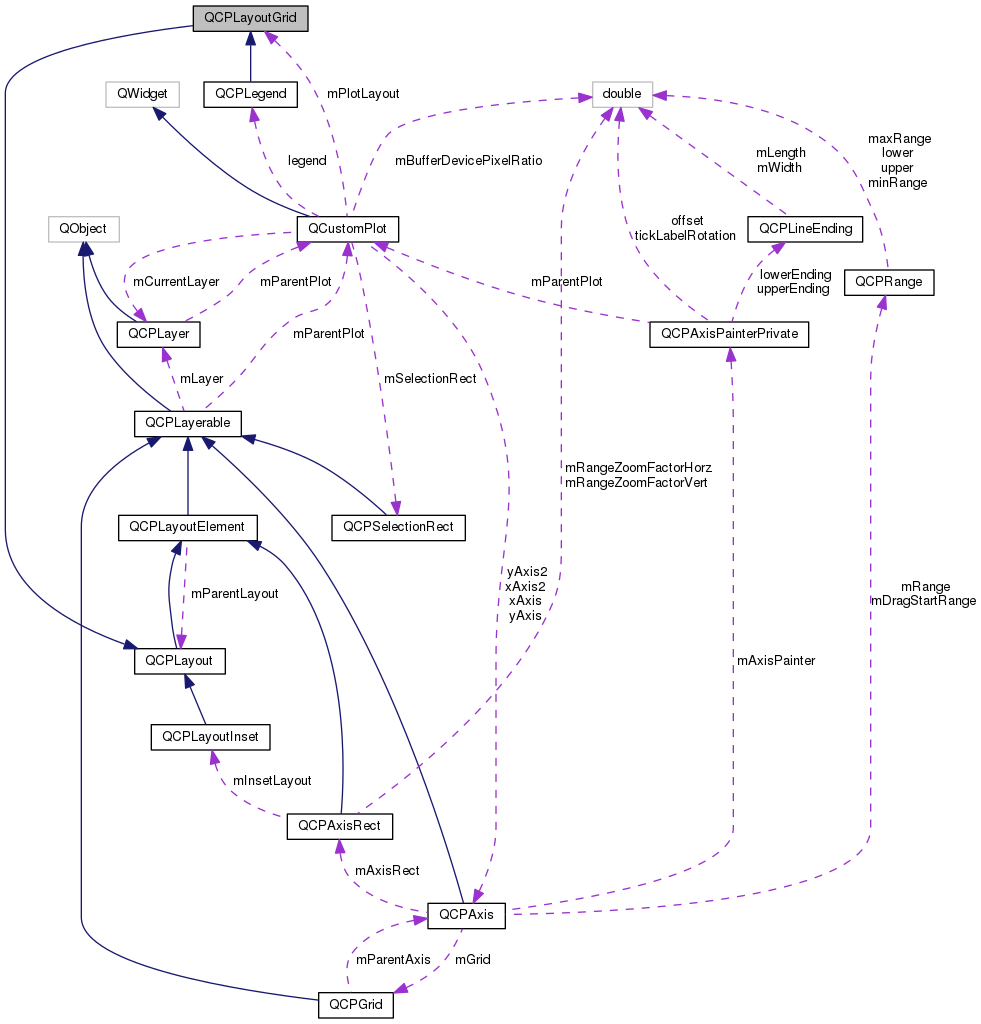 QCPLayoutGrid
QWidget
QCPLegend
mPlotLayout
double
legend
mBufferDevicePixelRatio
mLength
mWidth
maxRange
lower
upper
minRange
QObject
QCustomPlot
offset
tickLabelRotation
QCPLineEnding
mCurrentLayer
mParentPlot
mParentPlot
lowerEnding
upperEnding
QCPRange
QCPLayer
mParentPlot
QCPAxisPainterPrivate
mLayer
mSelectionRect
QCPLayerable
mRangeZoomFactorHorz
mRangeZoomFactorVert
QCPLayoutElement
QCPSelectionRect
mParentLayout
yAxis2
xAxis2
xAxis
yAxis
mRange
mDragStartRange
QCPLayout
mAxisPainter
QCPLayoutInset
mInsetLayout
QCPAxisRect
mAxisRect
QCPAxis
mParentAxis
mGrid
QCPGrid